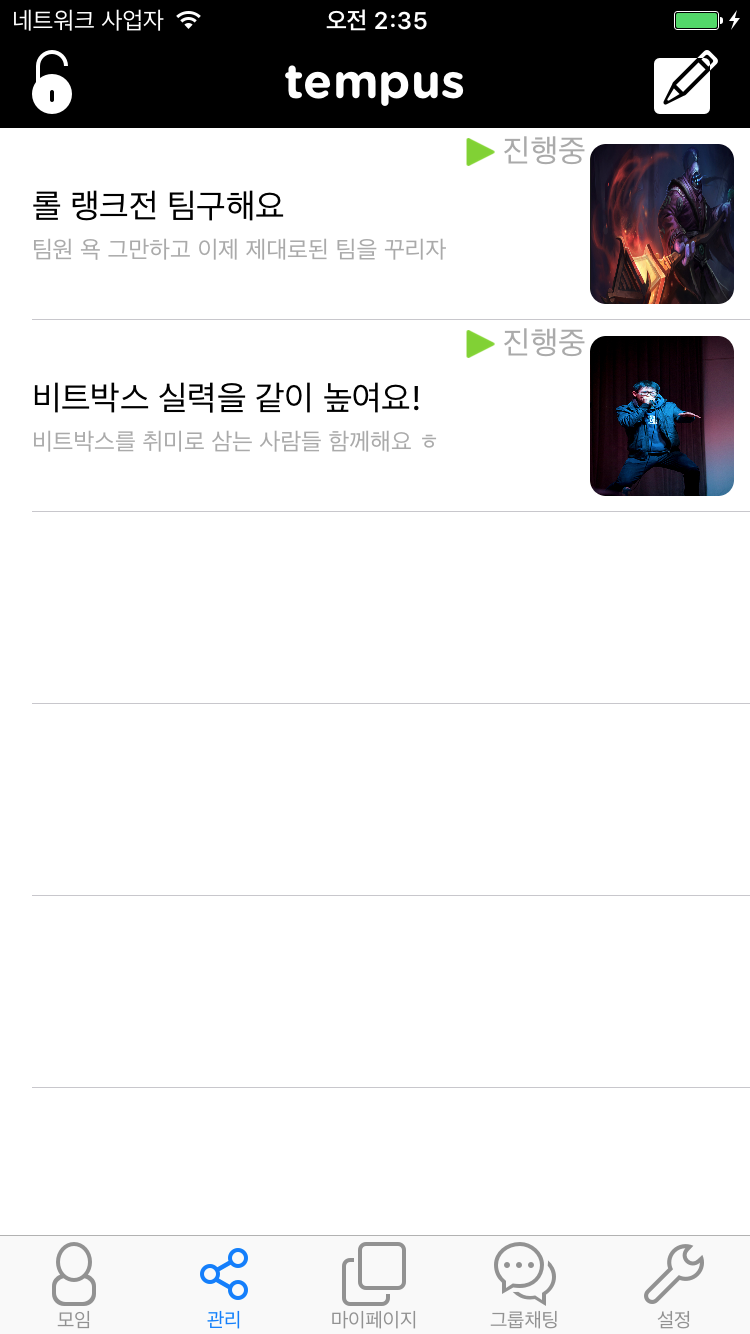 네트워크 사업자 오전 2:35
tempus
진행중
롤 랭크전 팀구해요
팀원 욕 그만하고 이제 제대로된 팀을 꾸리자
진행중
비트박스 실력을 같이 높여요!
비트박스를 취미로 삼는 사람들 함께해요 ㅎ
모임 관리 마이페이지 그룹채팅 설정